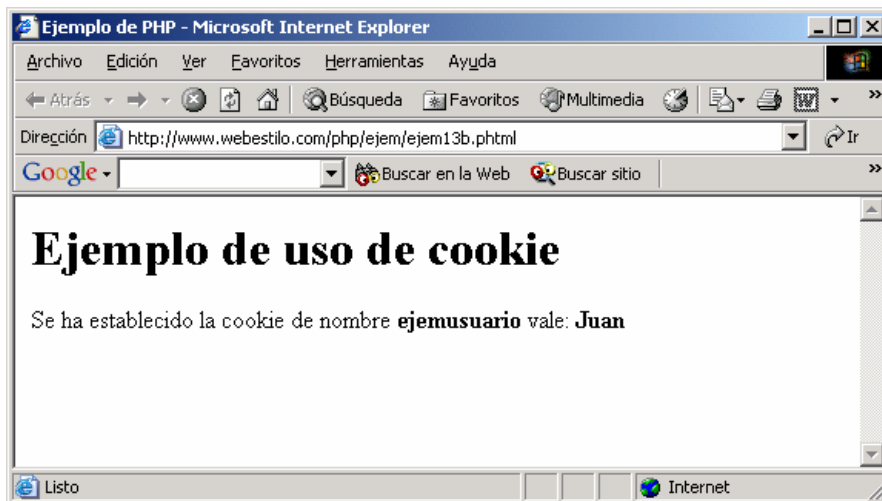 Ejemplo de PHP - Microsoft Internet Explorer
Archivo Edición Ver Favoritos Herramientas Ayuda
Atrás Búsqueda Favoritos Multimedia W »
Dirección http://www.webestilo.com/php/ejem/ejem13b.phtml Ir
Google Buscar en la Web Buscar sitio »
Ejemplo de uso de cookie
Se ha establecido la cookie de nombre ejemusuario vale: Juan
Listo Internet